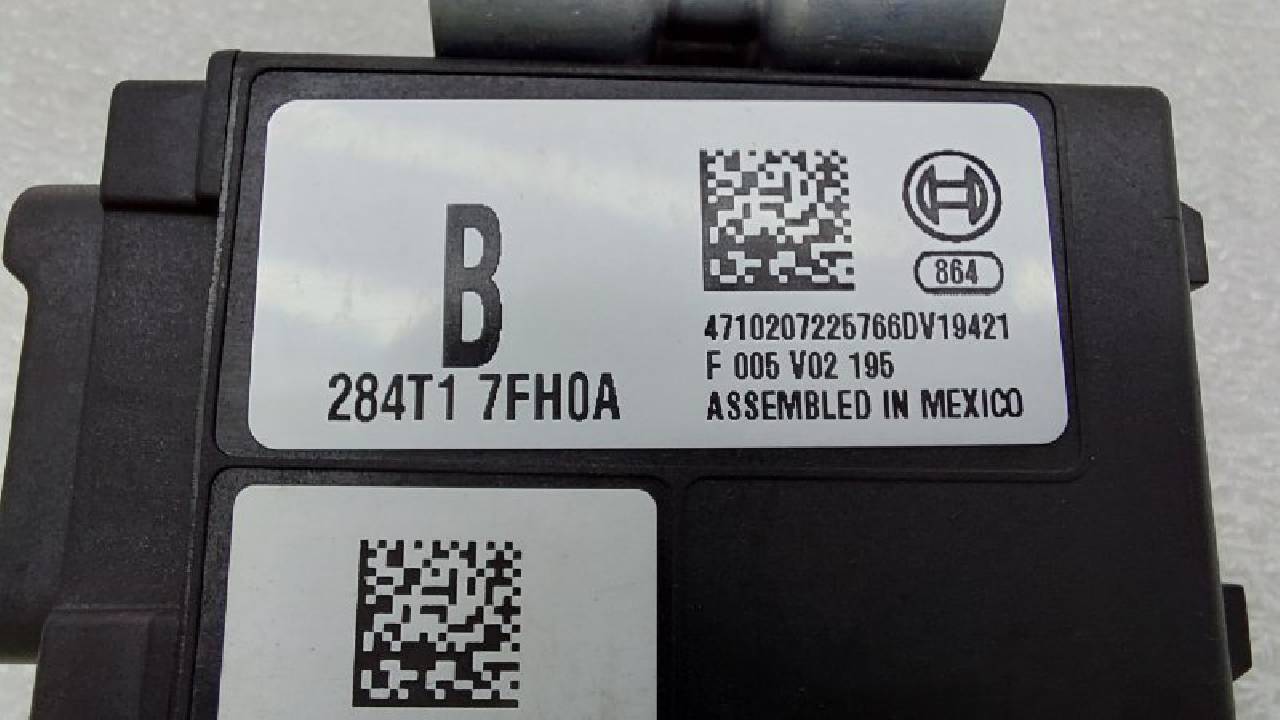 B
284T1 7FH0A
864
4710207225766DV19421
F 005 V02 195
ASSEMBLED IN MEXICO